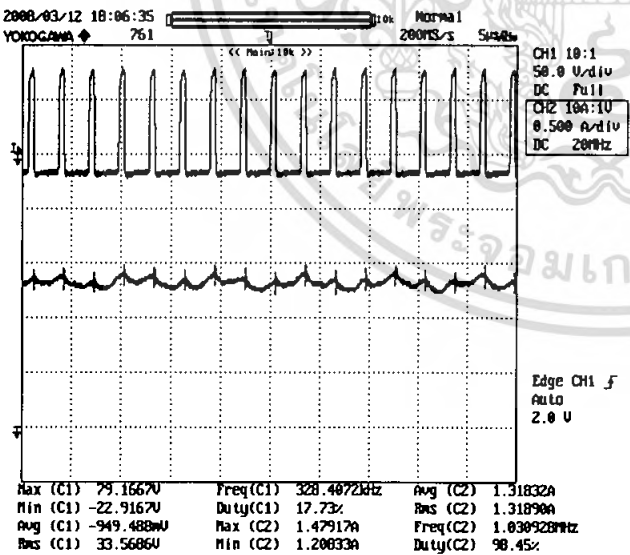 2008/03/12 18:06:35 10k Normal
YOKOGAWA 761 200MS/s 5us/div
<< Main:10k >>
CH1 10:1
50.0 V/div
DC Full
CH2 10A:1V
0.500 A/div
DC 20MHz
Edge CH1
Auto
2.0 V
Max (C1) 79.1667V Freq(C1) 328.4072kHz Avg (C2) 1.31832A
Min (C1) -22.9167V Duty(C1) 17.73% Rms (C2) 1.31890A
Avg (C1) -949.488mV Max (C2) 1.47917A Freq(C2) 1.030928MHz
Rms (C1) 33.5686V Min (C2) 1.20833A Duty(C2) 98.45%